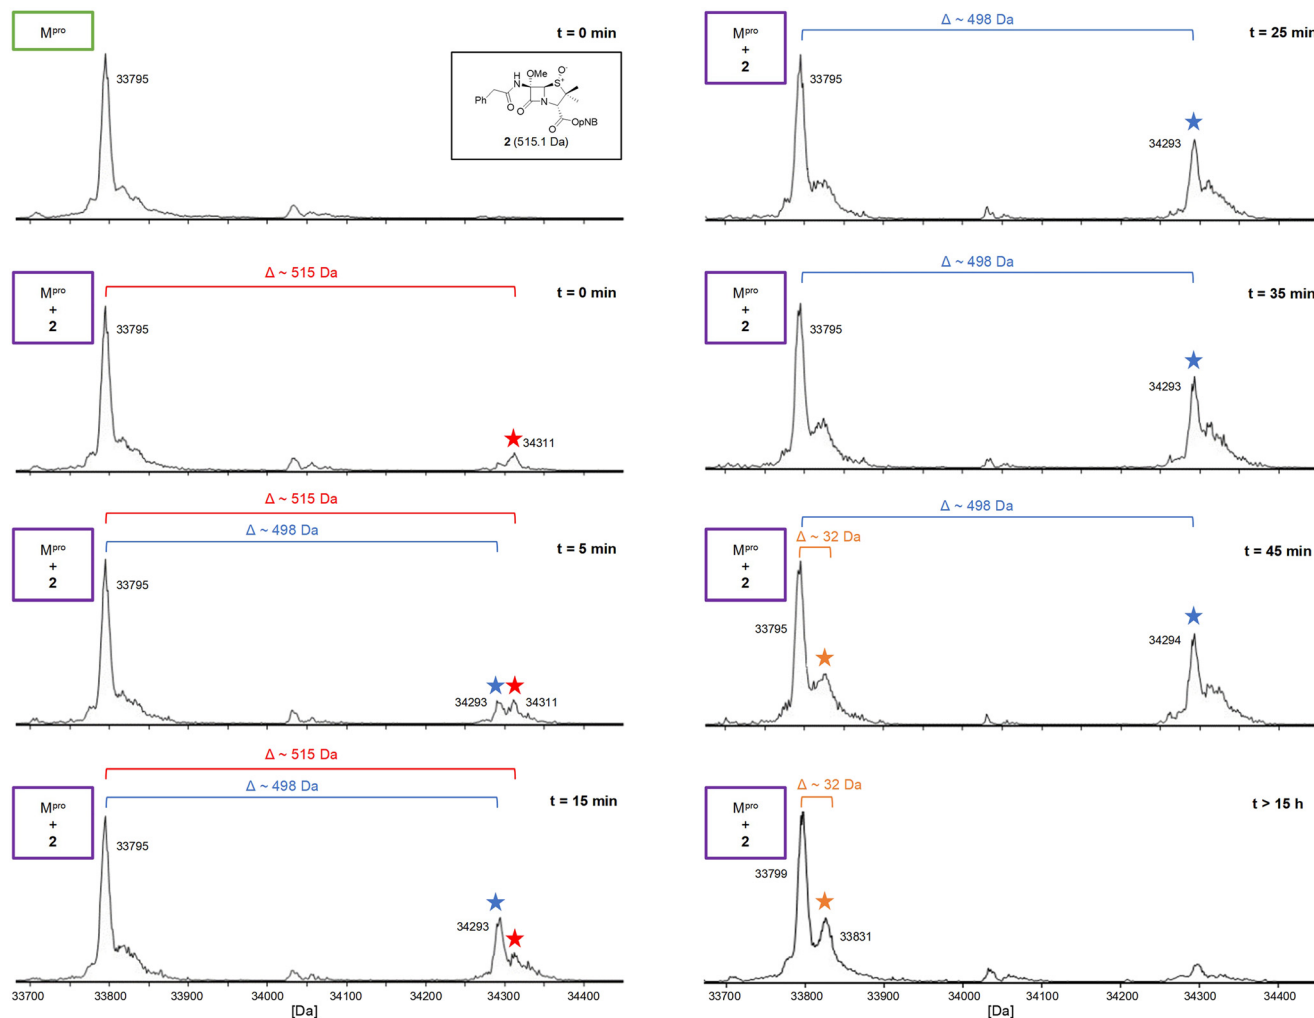 Mᵖʳᵒ
t = 0 min
33795
H
N
OMe
O⁻
S⁺
Ph
O
O
N
O
OpNB
2 (515.1 Da)
Δ ~ 515 Da
Mᵖʳᵒ
+
2
t = 0 min
33795
34311
Δ ~ 515 Da
Δ ~ 498 Da
Mᵖʳᵒ
+
2
t = 5 min
33795
34293
34311
Δ ~ 515 Da
Δ ~ 498 Da
Mᵖʳᵒ
+
2
t = 15 min
33795
34293
33700 33800 33900 34000 34100 34200 34300 34400
[Da]
Δ ~ 498 Da
Mᵖʳᵒ
+
2
t = 25 min
33795
34293
Δ ~ 498 Da
Mᵖʳᵒ
+
2
t = 35 min
33795
34293
Δ ~ 498 Da
Δ ~ 32 Da
Mᵖʳᵒ
+
2
t = 45 min
33795
34294
Δ ~ 32 Da
Mᵖʳᵒ
+
2
t > 15 h
33799
33831
33700 33800 33900 34000 34100 34200 34300 34400
[Da]